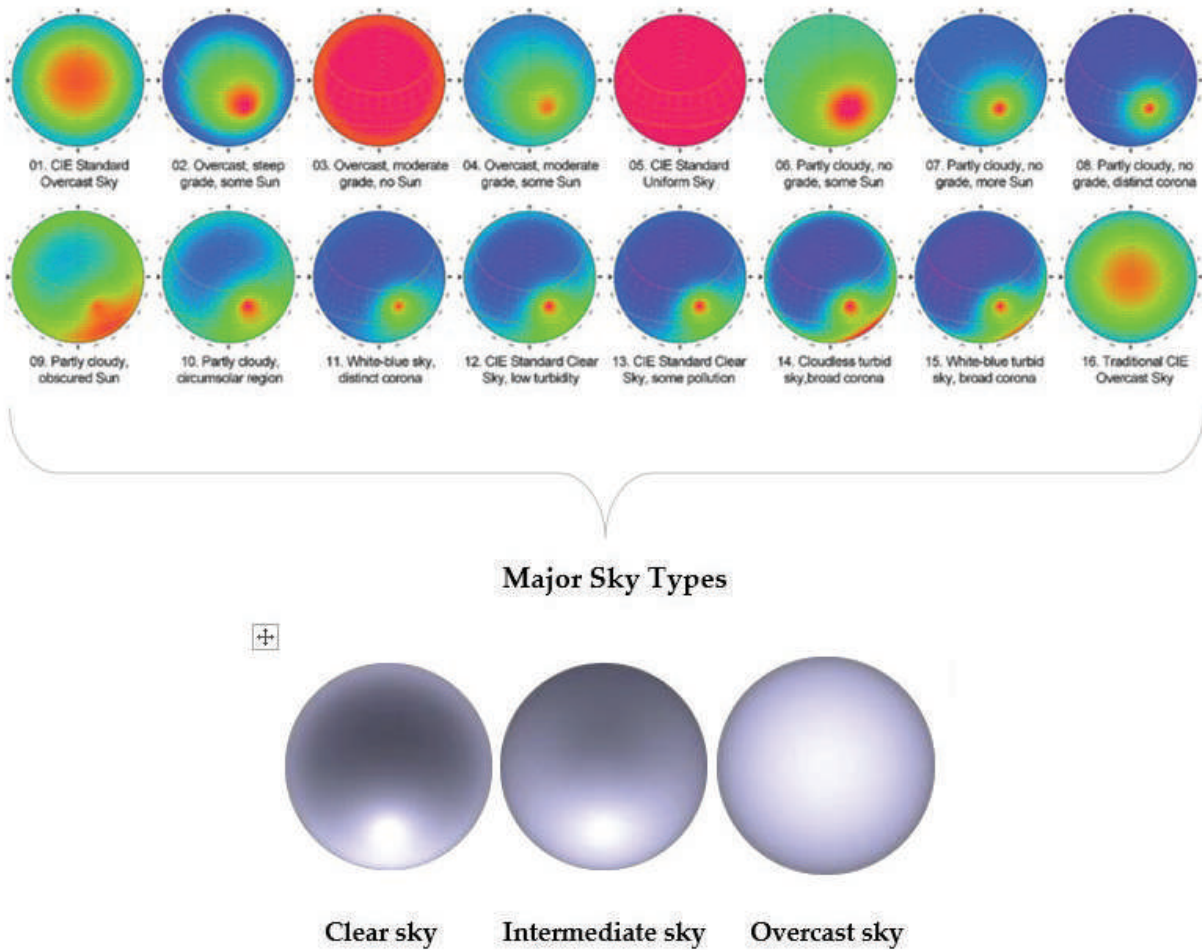 01. CIE Standard
Overcast Sky
02. Overcast, steep
grade, some Sun
03. Overcast, moderate
grade, no Sun
04. Overcast, moderate
grade, some Sun
05. CIE Standard
Uniform Sky
06. Partly cloudy, no
grade, some Sun
07. Partly cloudy, no
grade, more Sun
08. Partly cloudy, no
grade, distinct corona
09. Partly cloudy,
obscured Sun
10. Partly cloudy,
circumsolar region
11. White-blue sky,
distinct corona
12. CIE Standard Clear
Sky, low turbidity
13. CIE Standard Clear
Sky, some pollution
14. Cloudless turbid
sky,broad corona
15. White-blue turbid
sky, broad corona
16. Traditional CIE
Overcast Sky
Major Sky Types
Clear sky
Intermediate sky
Overcast sky